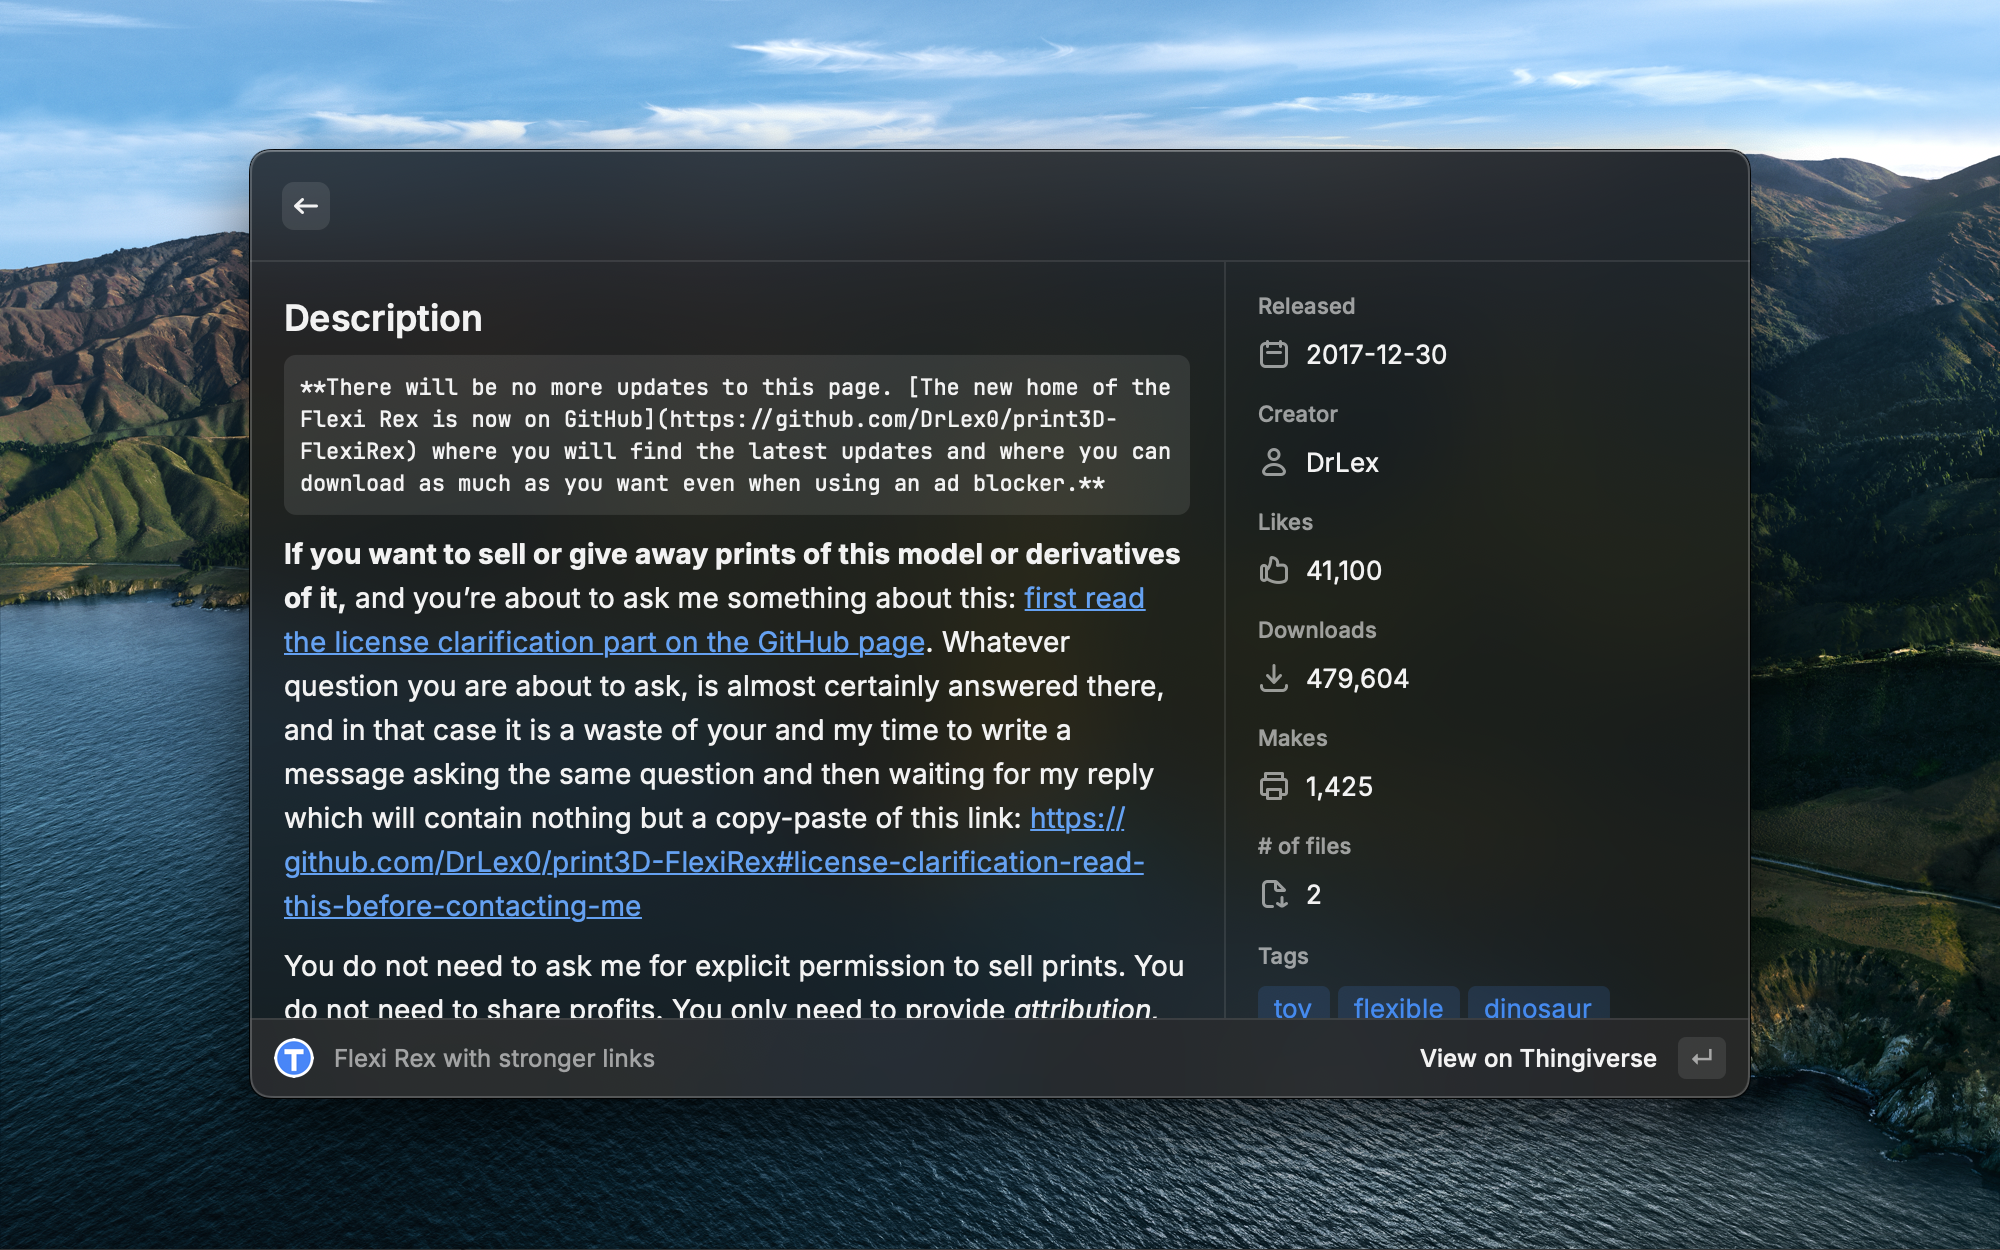 Description
**There will be no more updates to this page. [The new home of the
Flexi Rex is now on GitHub](https://github.com/DrLex0/print3D-
FlexiRex) where you will find the latest updates and where you can
download as much as you want even when using an ad blocker.**
If you want to sell or give away prints of this model or derivatives
of it, and you’re about to ask me something about this: first read
the license clarification part on the GitHub page. Whatever
question you are about to ask, is almost certainly answered there,
and in that case it is a waste of your and my time to write a
message asking the same question and then waiting for my reply
which will contain nothing but a copy-paste of this link: https://
github.com/DrLex0/print3D-FlexiRex#license-clarification-read-
this-before-contacting-me
You do not need to ask me for explicit permission to sell prints. You
do not need to share profits. You only need to provide attribution.
Released
2017-12-30
Creator
DrLex
Likes
41,100
Downloads
479,604
Makes
1,425
# of files
2
Tags
toy flexible dinosaur
T Flexi Rex with stronger links
View on Thingiverse